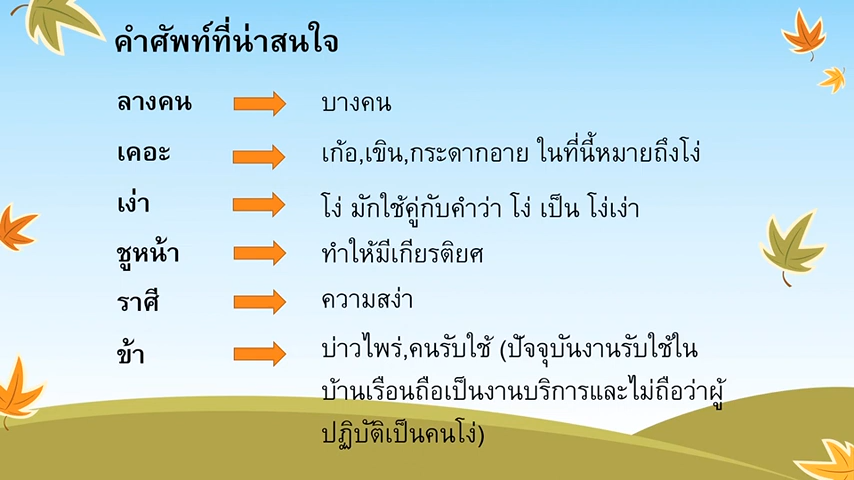 คำศัพท์ที่น่าสนใจ
ลางคน บางคน
เคอะ เก้อ,เขิน,กระดากอาย ในที่นี้หมายถึงโง่
เง่า โง่ มักใช้คู่กับคำว่า โง่ เป็น โง่เง่า
ชูหน้า ทำให้มีเกียรติยศ
ราศี ความสง่า
ข้า บ่าวไพร่,คนรับใช้ (ปัจจุบันงานรับใช้ใน
บ้านเรือนถือเป็นงานบริการและไม่ถือว่าผู้
ปฏิบัติเป็นคนโง่)